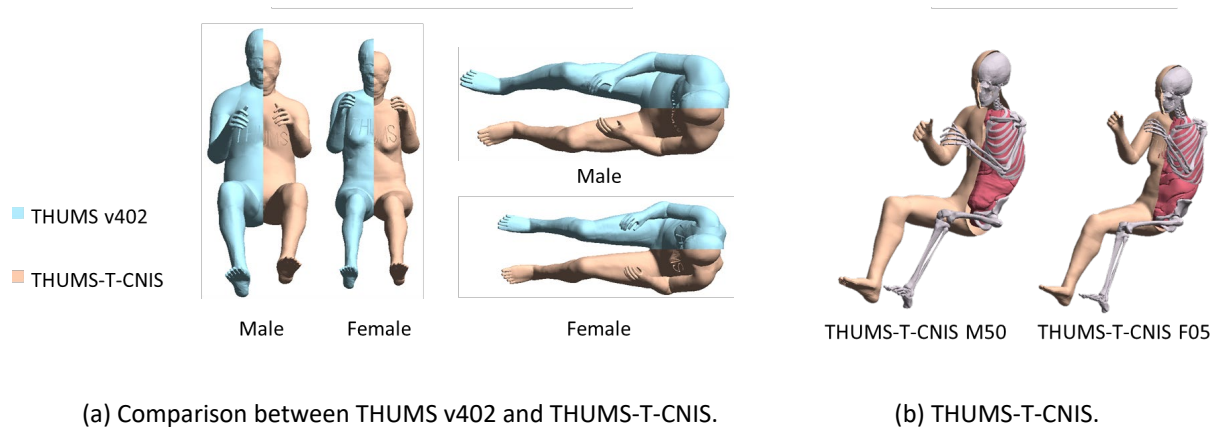 THUMS v402
THUMS-T-CNIS
Male
Female
Male
Female
(a) Comparison between THUMS v402 and THUMS-T-CNIS.
THUMS-T-CNIS M50
THUMS-T-CNIS F05
(b) THUMS-T-CNIS.